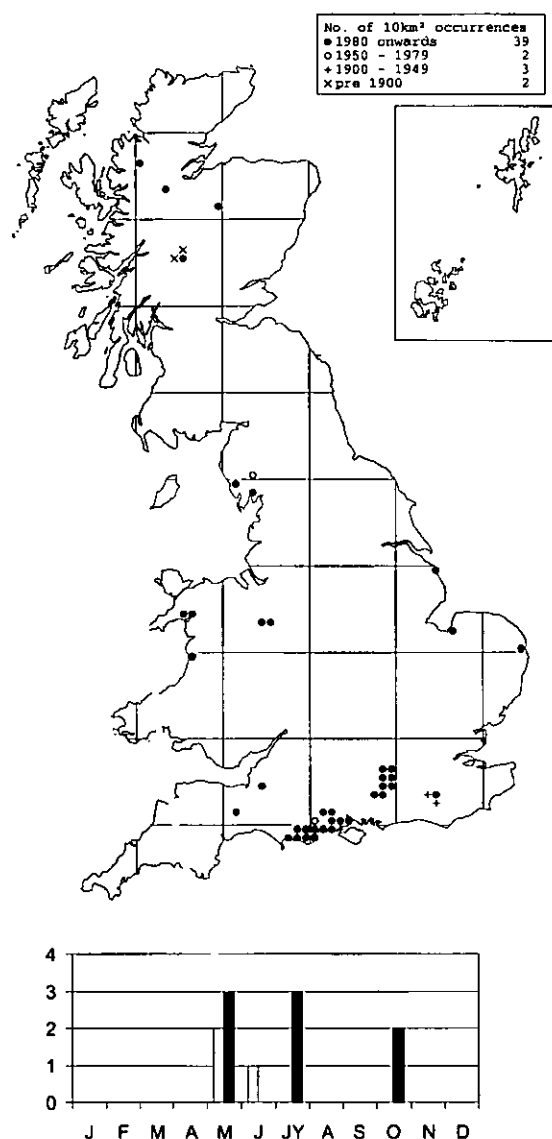 No. of 10km² occurrences
● 1980 onwards 39
○ 1950 - 1979 2
+ 1900 - 1949 3
× pre 1900 2
4
3
2
1
0
J F M A M J JY A S O N D